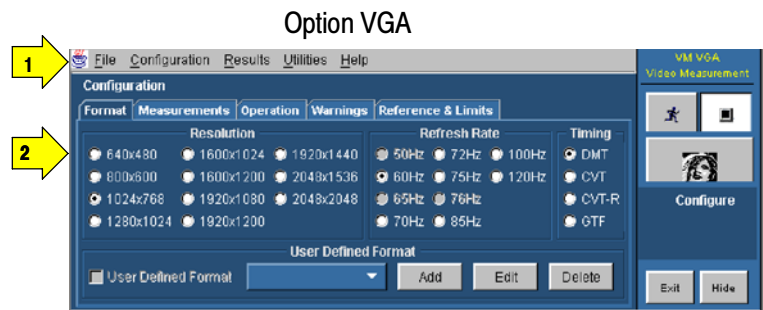 Option VGA
1
File Configuration Results Utilities Help
VM VGA
Video Measurement
Configuration
Format Measurements Operation Warnings Reference & Limits
Resolution Refresh Rate Timing
2
640x480 1600x1024 1920x1440 50Hz 72Hz 100Hz DMT
800x600 1600x1200 2048x1536 60Hz 75Hz 120Hz CVT
1024x768 1920x1080 2048x2048 65Hz 76Hz CVT-R
1280x1024 1920x1200 70Hz 85Hz GTF
Configure
User Defined Format
User Defined Format Add Edit Delete
Exit Hide